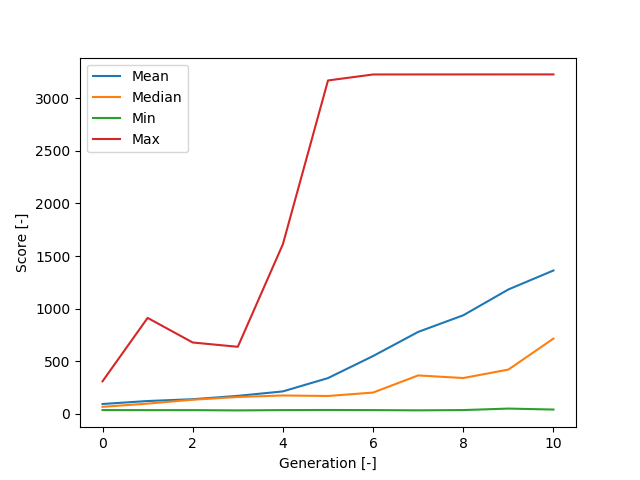 Mean
Median
Min
Max
3000
2500
2000
1500
1000
500
0
Score [-]
0 2 4 6 8 10
Generation [-]